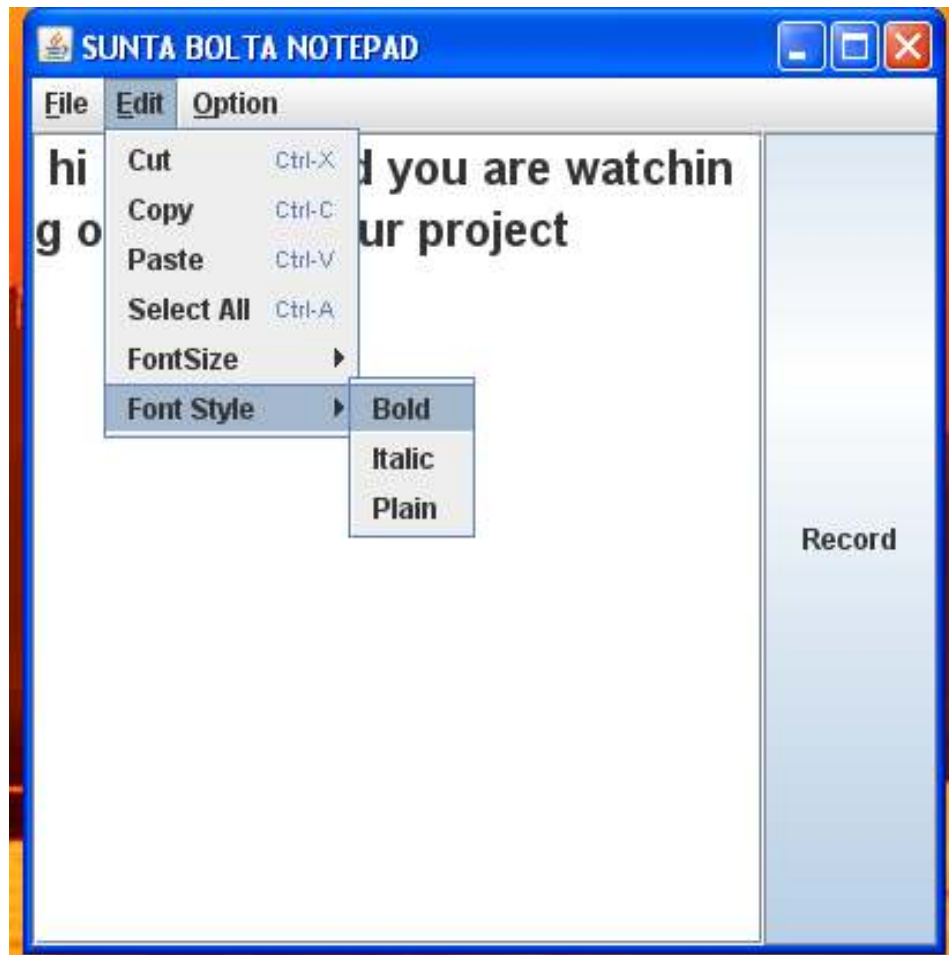 SUNTA BOLTA NOTEPAD
File Edit Option
hi you are watchin
g project
Cut Ctrl-X
Copy Ctrl-C
Paste Ctrl-V
Select All Ctrl-A
FontSize
Font Style
Bold
Italic
Plain
Record